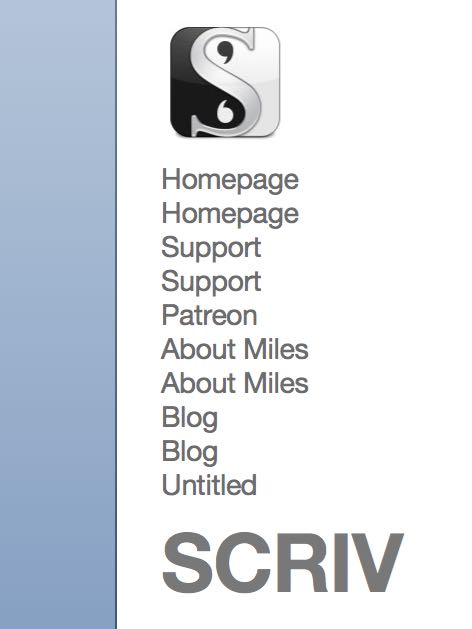 Homepage
Homepage
Support
Support
Patreon
About Miles
About Miles
Blog
Blog
Untitled
SCRIV